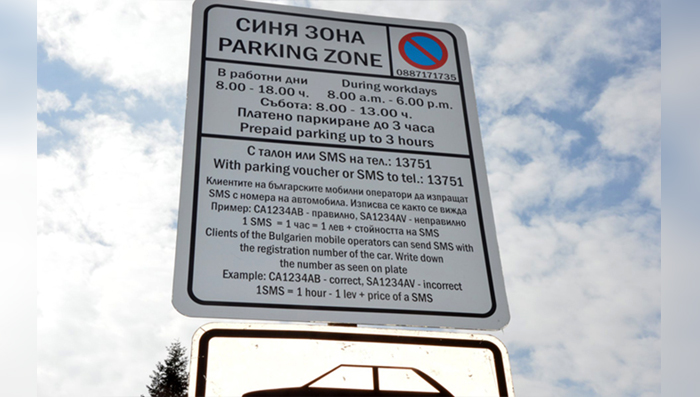 СИНЯ ЗОНА
PARKING ZONE
0887171735
В работни дни During workdays
8.00 - 18.00 ч. 8.00 a.m. - 6.00 p.m.
Събота: 8.00 - 13.00 ч.
Платено паркиране до 3 часа
Prepaid parking up to 3 hours
С талон или SMS на тел.: 13751
With parking voucher or SMS to tel.: 13751
Клиентите на българските мобилни оператори да изпращат
SMS с номера на автомобила. Изписва се както се вижда
Пример: CA1234AB - правилно, SA1234AV - неправилно
1 SMS = 1 час = 1 лев + стойността на SMS
Clients of the Bulgarien mobile operators can send SMS with
the registration number of the car. Write down
the number as seen on plate
Example: CA1234AB - correct, SA1234AV - incorrect
1SMS = 1 hour - 1 lev + price of a SMS